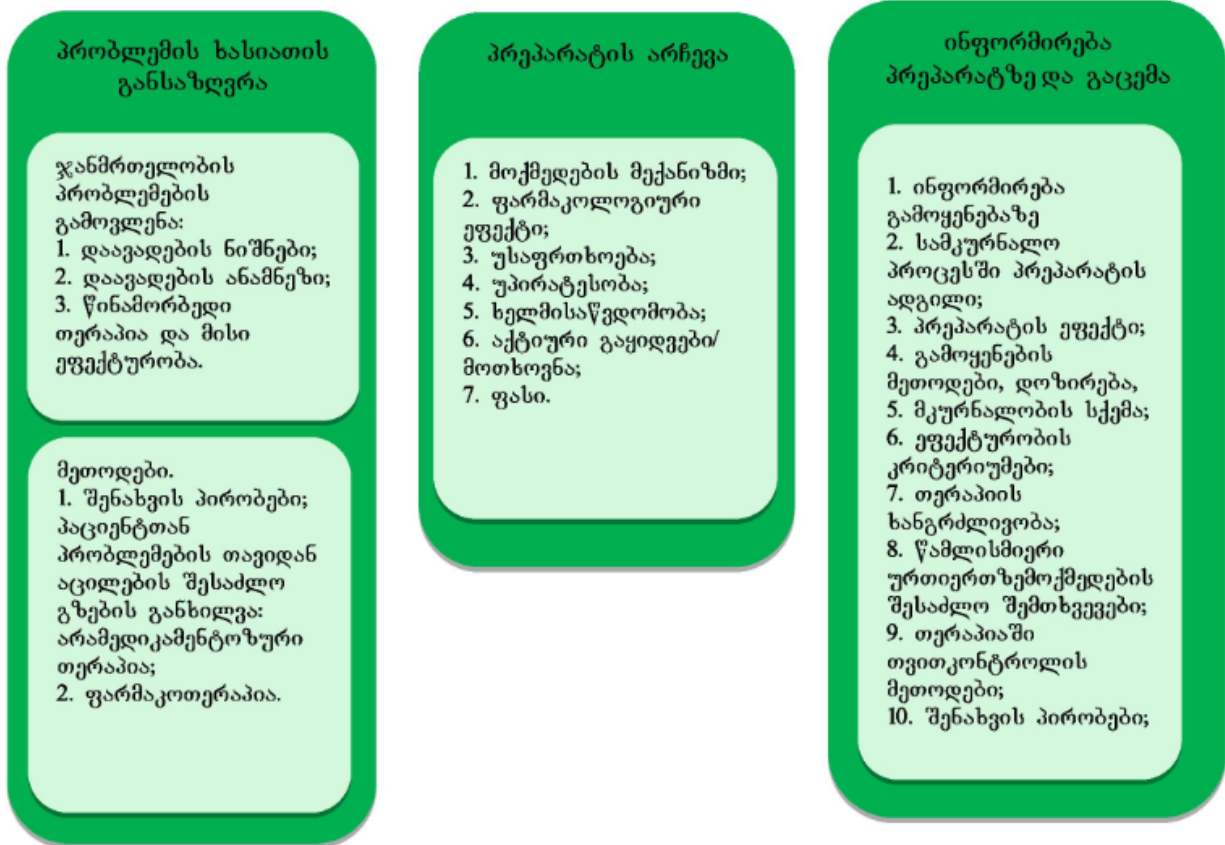 პრობლემის ხასიათის
განსაზღვრა
ჯანმრთელობის
პრობლემების
გამოვლენა:
1. დაავადების ნიშნები;
2. დაავადების ანამნეზი;
3. წინამორბედი
თერაპია და მისი
ეფექტურობა.
მეთოდები.
1. შენახვის პირობები;
პაციენტთან
პრობლემების თავიდან
აცილების შესაძლო
გზების განხილვა:
არამედიკამენტოზური
თერაპია;
2. ფარმაკოთერაპია.
პრეპარატის არჩევა
1. მოქმედების მექანიზმი;
2. ფარმაკოლოგიური
ეფექტი;
3. უსაფრთხოება;
4. უპირატესობა;
5. ხელმისაწვდომობა;
6. აქტიური გაყიდვები/
მოთხოვნა;
7. ფასი.
ინფორმირება
პრეპარატზე და გაცემა
1. ინფორმირება
გამოყენებაზე
2. სამკურნალო
პროცესში პრეპარატის
ადგილი;
3. პრეპარატის ეფექტი;
4. გამოყენების
მეთოდები, დოზირება,
5. მკურნალობის სქემა;
6. ეფექტურობის
კრიტერიუმები;
7. თერაპიის
ხანგრძლივობა;
8. წამლისმიერი
ურთიერთზემოქმედების
შესაძლო შემთხვევები;
9. თერაპიაში
თვითკონტროლის
მეთოდები;
10. შენახვის პირობები;